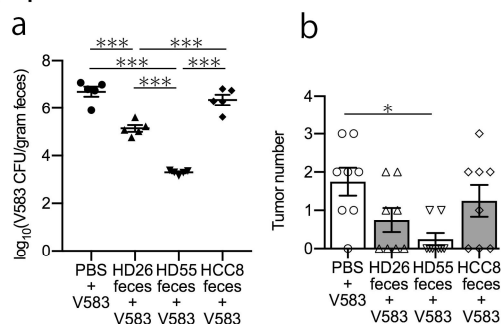 a
b
***
***
***
***
***
*
8
6
4
2
0
log10(V583 CFU/gram feces)
4
3
2
1
0
Tumor number
PBS
+
V583
HD26
feces
+
V583
HD55
feces
+
V583
HCC8
feces
+
V583
PBS
+
V583
HD26
feces
+
V583
HD55
feces
+
V583
HCC8
feces
+
V583